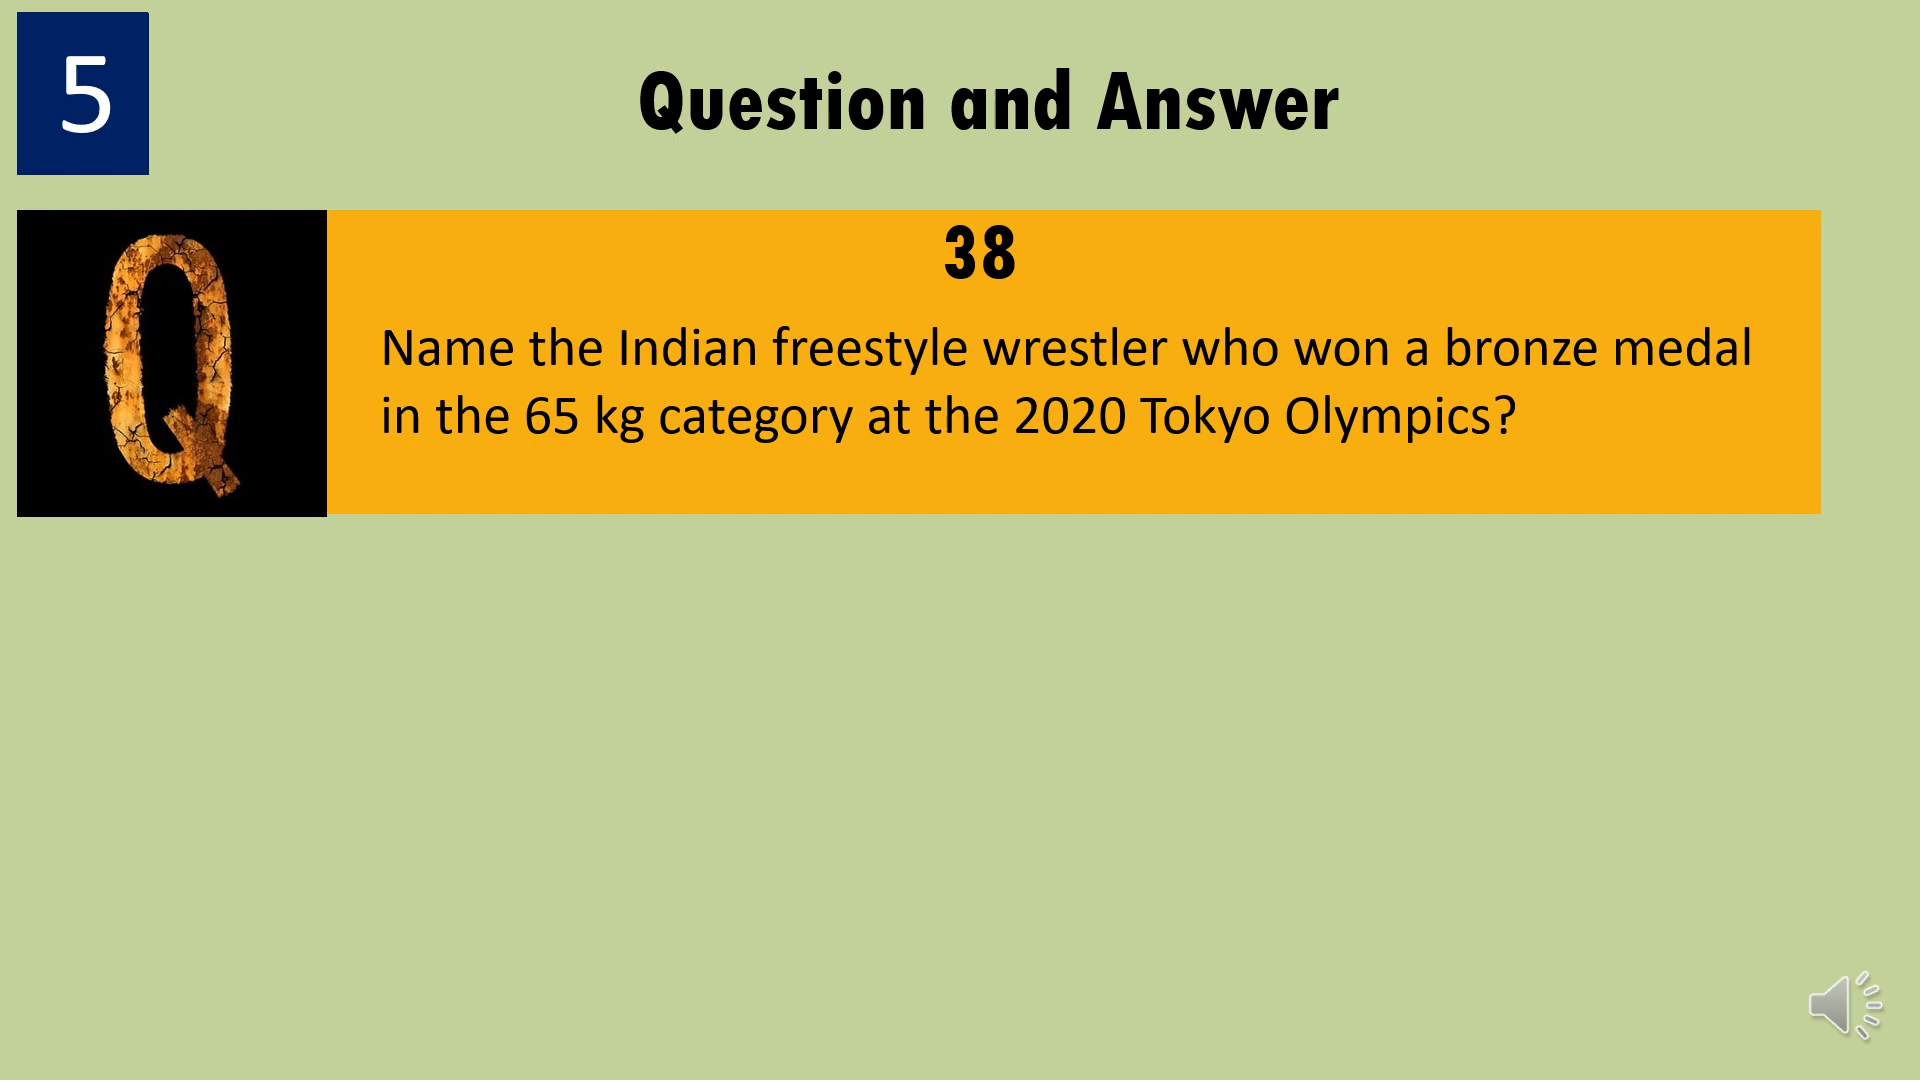 5
Question and Answer
Q
38
Name the Indian freestyle wrestler who won a bronze medal
in the 65 kg category at the 2020 Tokyo Olympics?